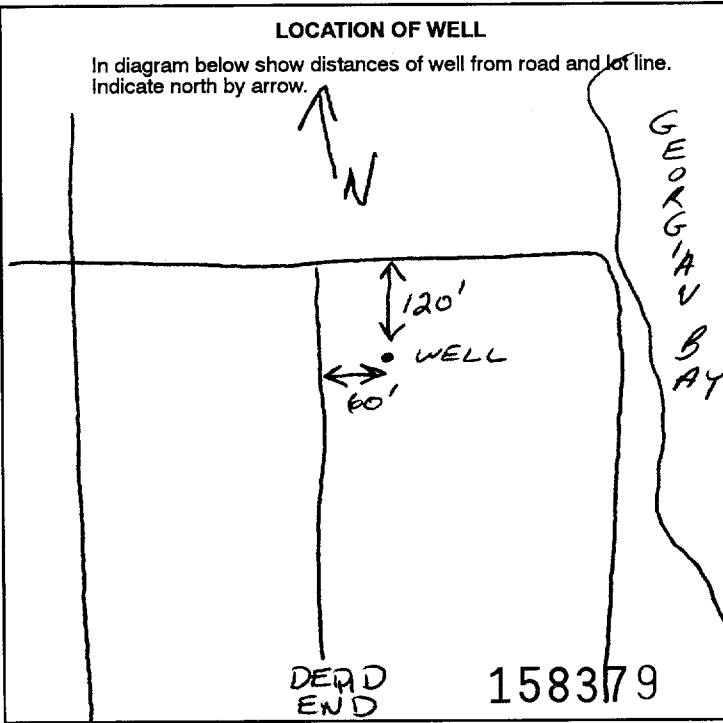 LOCATION OF WELL
In diagram below show distances of well from road and lot line.
Indicate north by arrow.
N
GEORGIAN
BAY
120'
WELL
60'
DEAD
END
158379